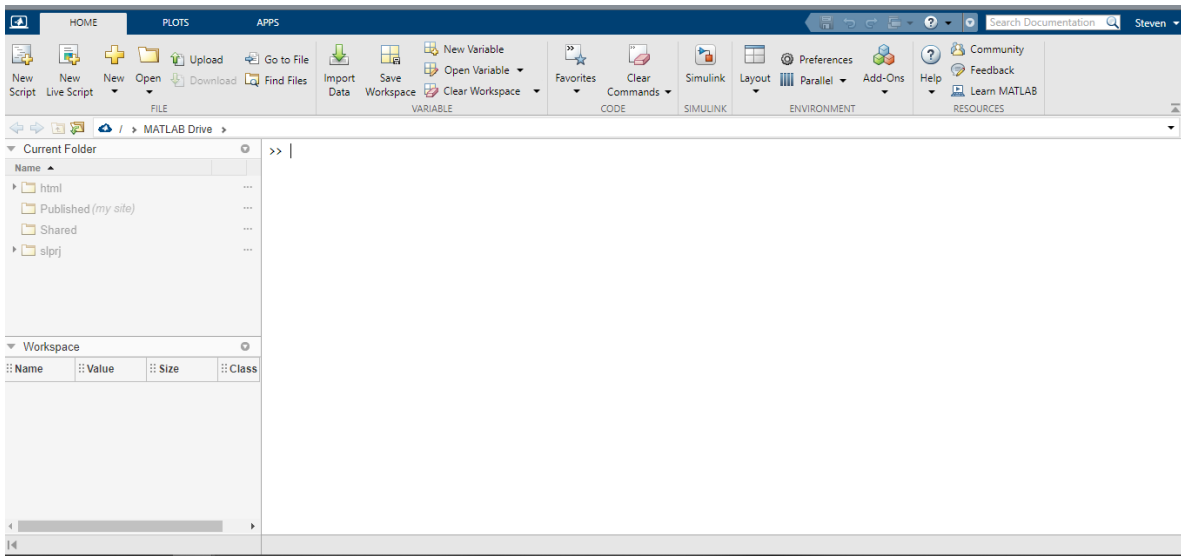 HOME PLOTS APPS Search Documentation Steven
New Script New Live Script New Open Upload Download Go to File Find Files Import Data Save Workspace New Variable Open Variable Clear Workspace Favorites Clear Commands Simulink Layout Preferences Parallel Add-Ons Help Community Feedback Learn MATLAB
FILE VARIABLE CODE SIMULINK ENVIRONMENT RESOURCES
/ > MATLAB Drive >
Current Folder
>>
Name
html
Published (my site)
Shared
slprj
Workspace
Name Value Size Class